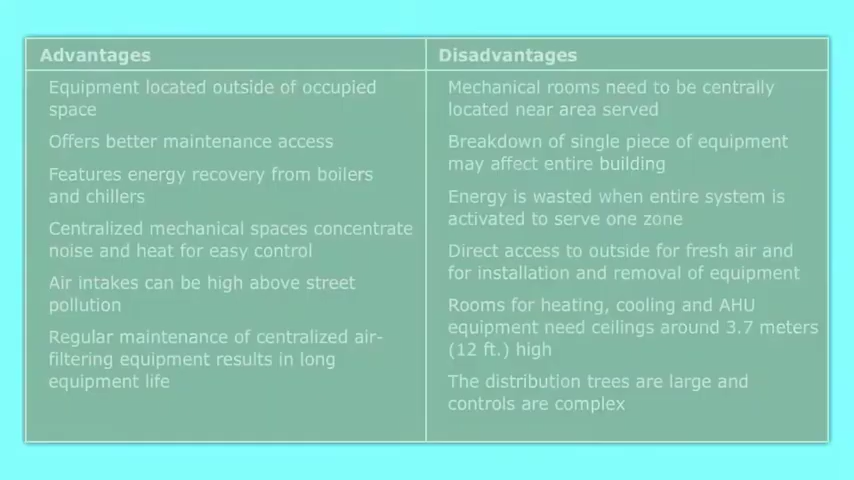 Advantages
Equipment located outside of occupied
space
Offers better maintenance access
Features energy recovery from boilers
and chillers
Centralized mechanical spaces concentrate
noise and heat for easy control
Air intakes can be high above street
pollution
Regular maintenance of centralized air-
filtering equipment results in long
equipment life
Disadvantages
Mechanical rooms need to be centrally
located near area served
Breakdown of single piece of equipment
may affect entire building
Energy is wasted when entire system is
activated to serve one zone
Direct access to outside for fresh air and
for installation and removal of equipment
Rooms for heating, cooling and AHU
equipment need ceilings around 3.7 meters
(12 ft.) high
The distribution trees are large and
controls are complex